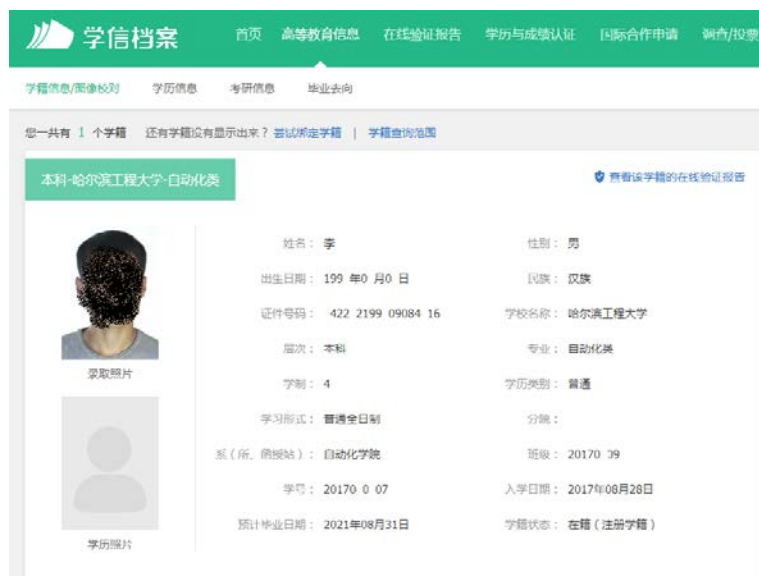 学信档案
首页 高等教育信息 在线验证报告 学历与成绩认证 国际合作申请 调查/投票
学籍信息/图像校对 学历信息 考研信息 毕业去向
您一共有 1 个学籍 还有学籍没有显示出来？ 尝试绑定学籍 | 学籍查询范围
本科-哈尔滨工程大学-自动化类 查看该学籍的在线验证报告
姓名： 李 性别： 男
出生日期： 199 年0 月0 日 民族： 汉族
证件号码： 422 2199 09084 16 学校名称： 哈尔滨工程大学
层次： 本科 专业： 自动化类
录取照片
学制： 4 学历类别： 普通
学习形式： 普通全日制 分院：
系（所、函授站）： 自动化学院 班级： 20170 09
学号： 20170 0 07 入学日期： 2017年08月28日
预计毕业日期： 2021年08月31日 学籍状态： 在籍（注册学籍）
学历照片